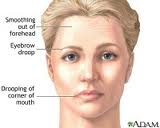 Smoothing
out of
forehead
Eyebrow
droop
Drooping of
corner of
mouth
ADAM.